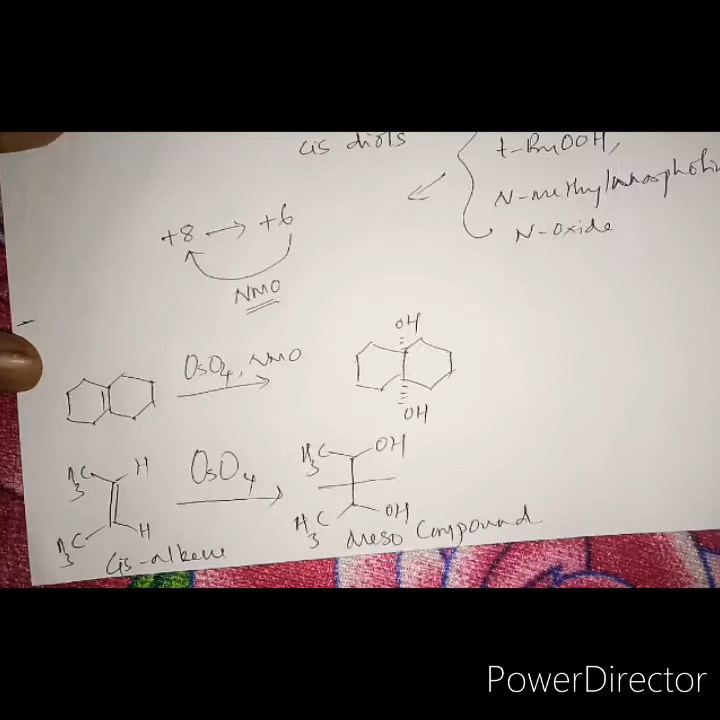 cis diols
t-BuOOH,
N-methylmorpholin
N-Oxide
+8 → +6
NMO
OsO4, NMO
OH
OH
H3C
H
OsO4
H3C
OH
H3C
H
H3C
OH
Cis-alkene
Meso Compound
PowerDirector